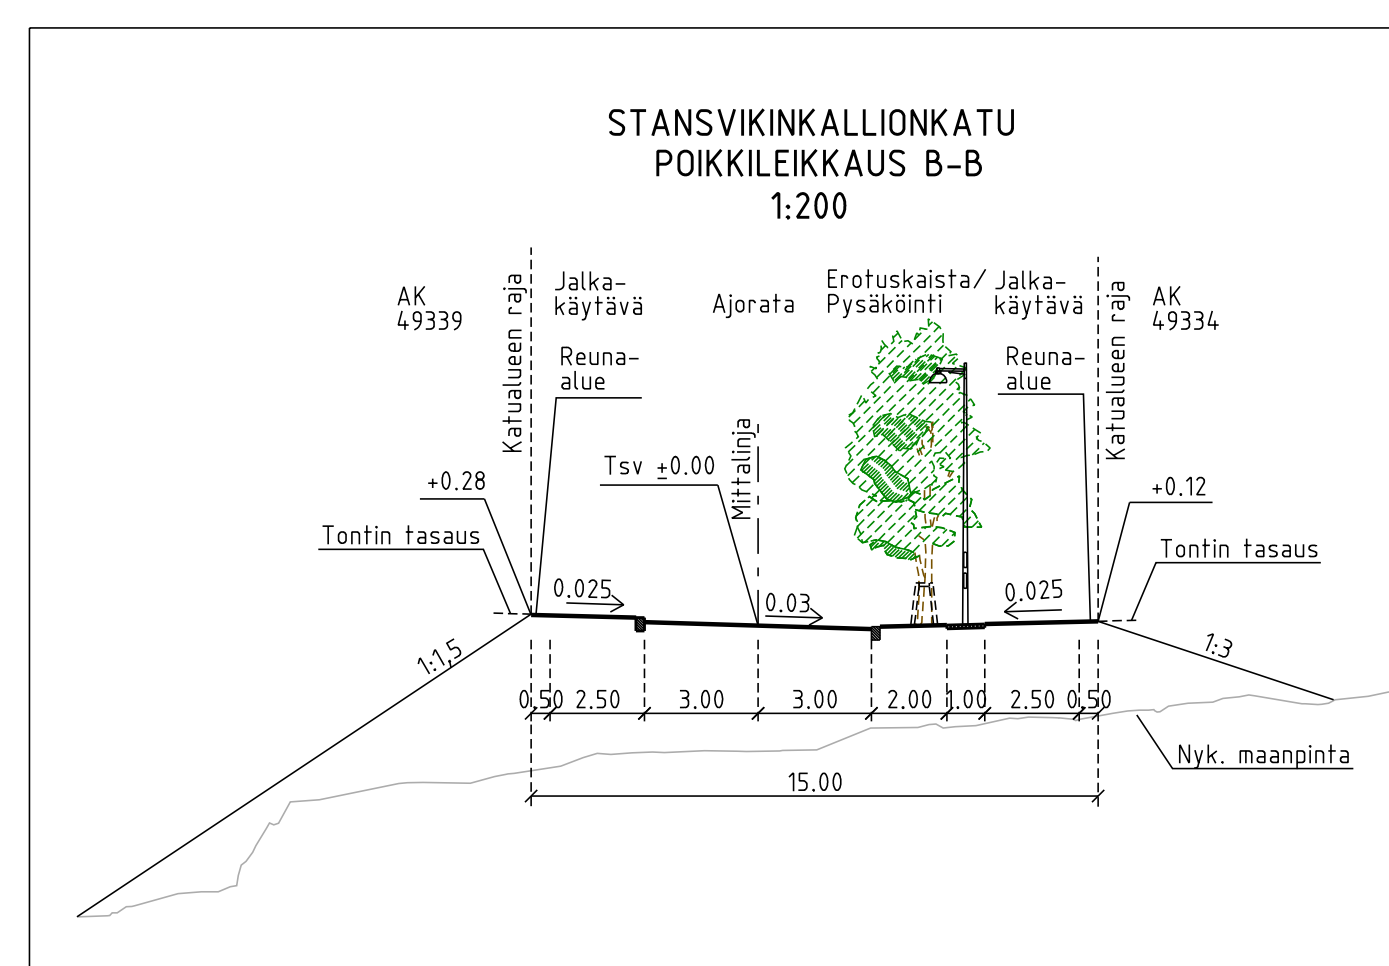 STANSVIKINKALLIONKATU
POIKKILEIKKAUS B-B
1:200
AK
49339
Katualueen raja
Jalka-
käytävä
Ajorata
Erotuskaista/
Pysäköinti
Jalka-
käytävä
Katualueen raja
AK
49334
Reuna-
alue
Reuna-
alue
Mittalinja
Tsv ±0.00
+0.28
+0.12
Tontin tasaus
Tontin tasaus
0.025
0.03
0.025
1:1,5
1:3
0.50 2.50 3.00 3.00 2.00 1.00 2.50 0.50
Nyk. maanpinta
15.00